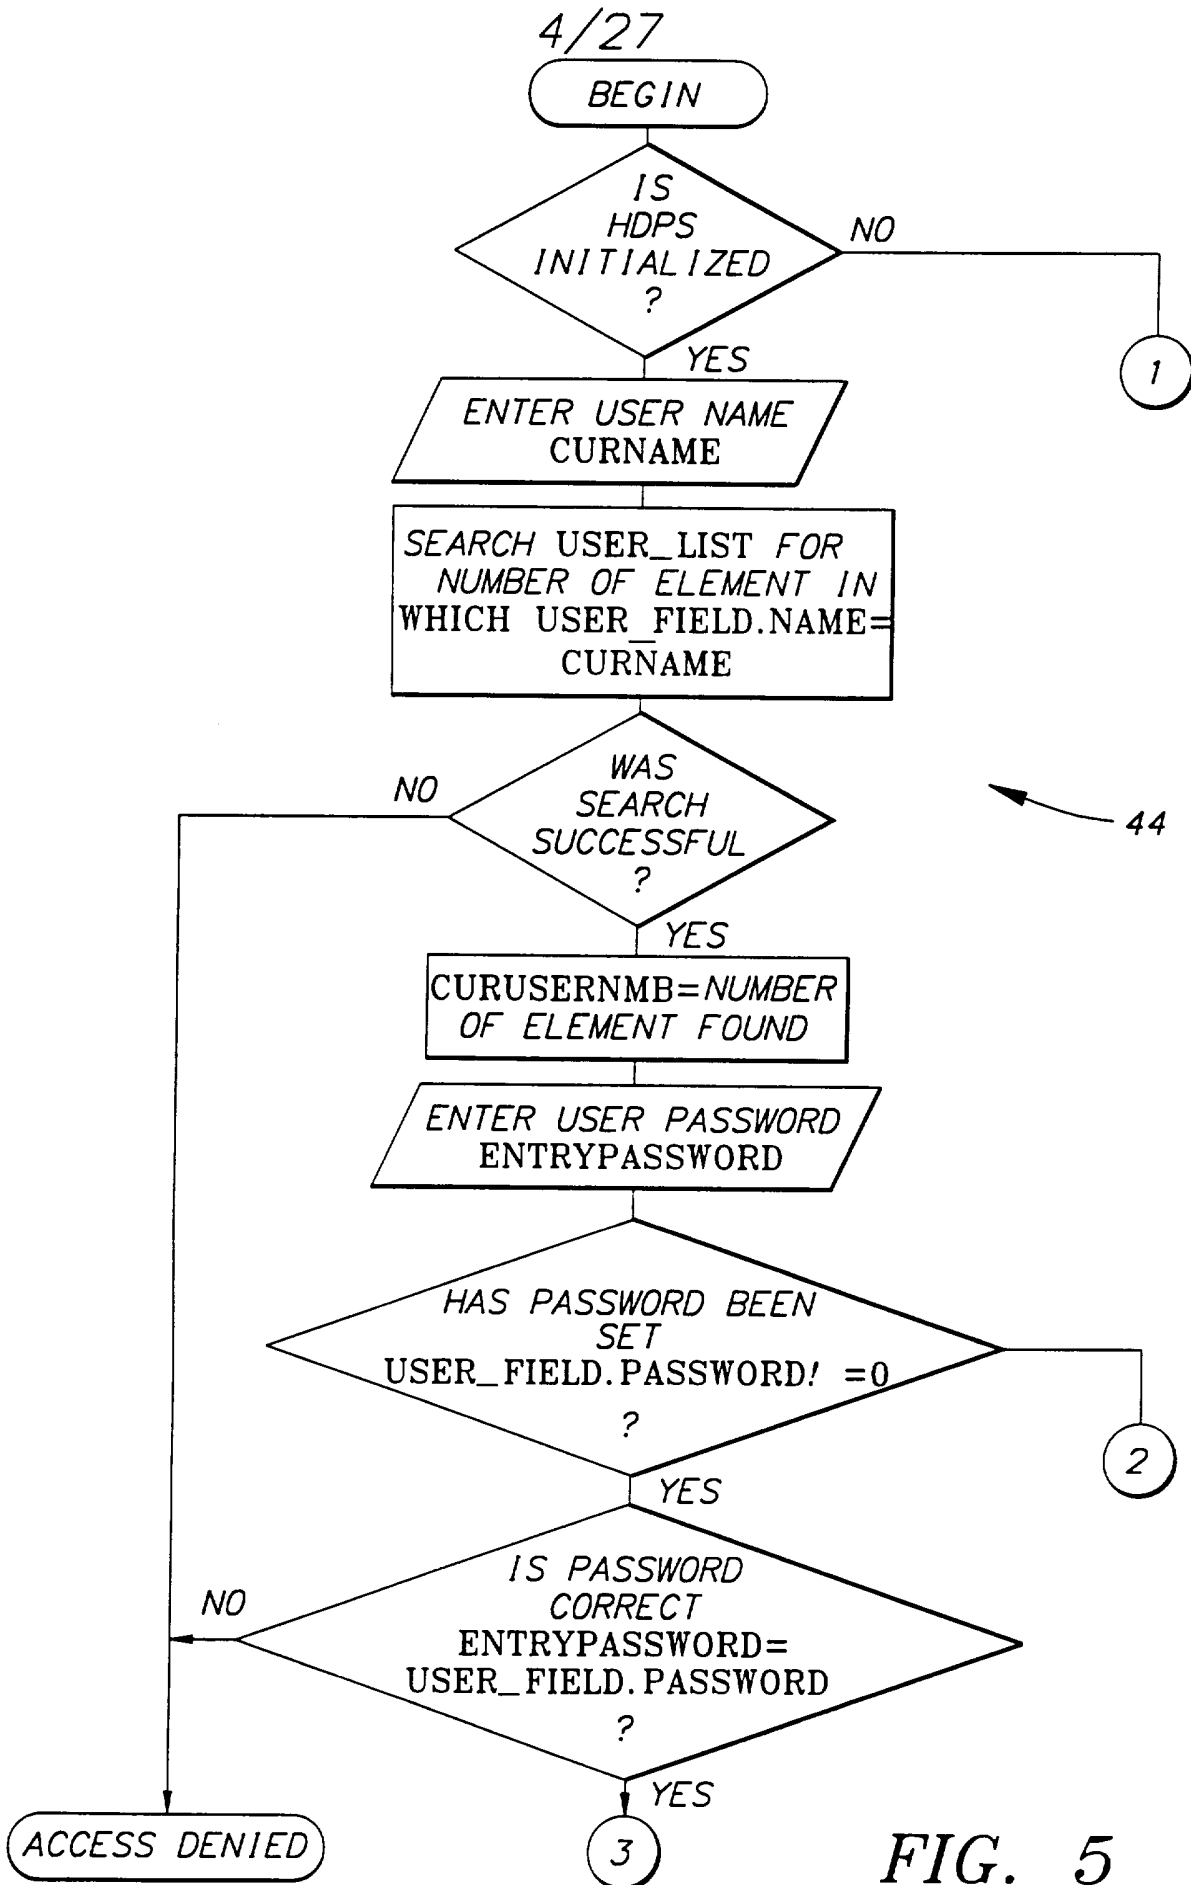 4/27
BEGIN
IS
HDPS
INITIALIZED
?
NO
1
YES
ENTER USER NAME
CURNAME
SEARCH USER_LIST FOR
NUMBER OF ELEMENT IN
WHICH USER_FIELD.NAME=
CURNAME
WAS
SEARCH
SUCCESSFUL
?
NO
44
YES
CURUSERNMB=NUMBER
OF ELEMENT FOUND
ENTER USER PASSWORD
ENTRYPASSWORD
HAS PASSWORD BEEN
SET
USER_FIELD.PASSWORD! =0
?
2
YES
IS PASSWORD
CORRECT
ENTRYPASSWORD=
USER_FIELD.PASSWORD
?
NO
YES
ACCESS DENIED
3
FIG. 5